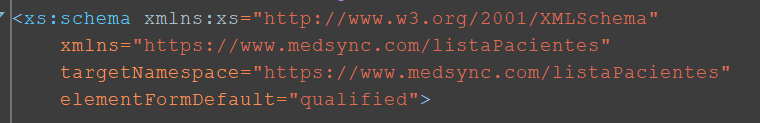 <xs:schema xmlns:xs="http://www.w3.org/2001/XMLSchema"
xmlns="https://www.medsync.com/listaPacientes"
targetNamespace="https://www.medsync.com/listaPacientes"
elementFormDefault="qualified">